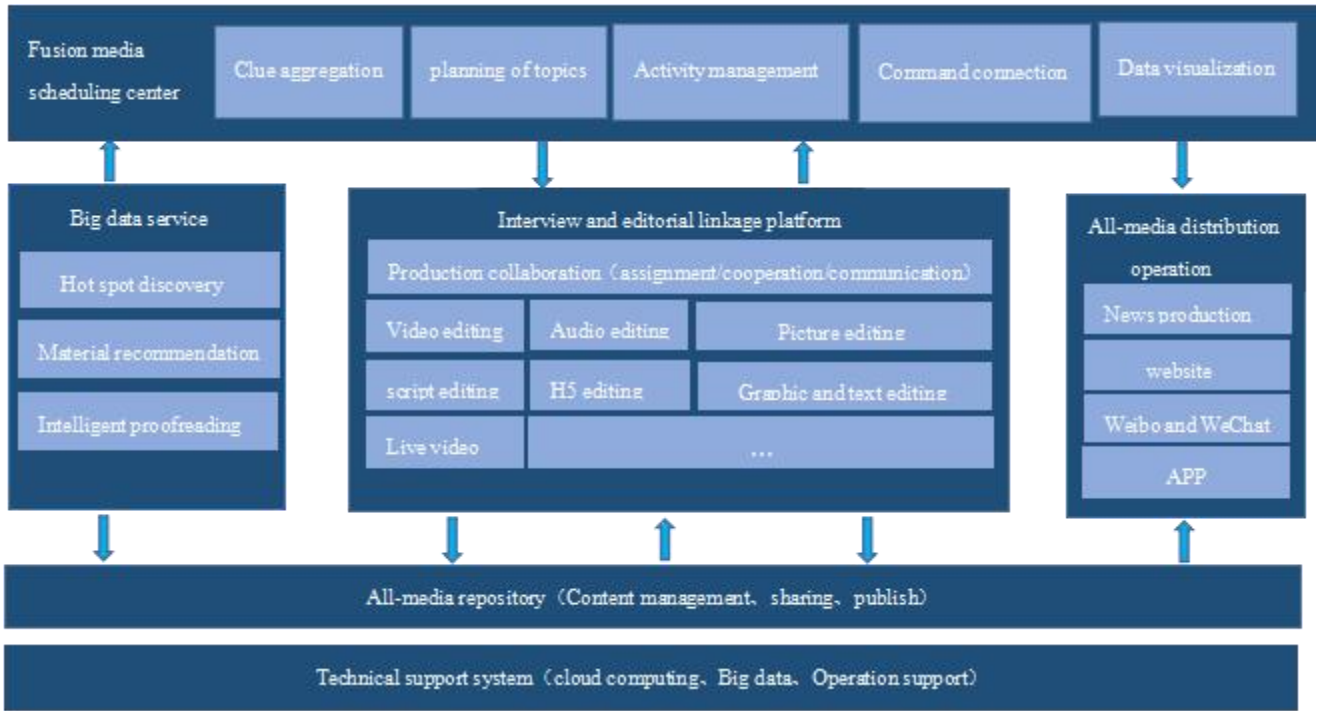 Fusion media
scheduling center
Clue aggregation
planning of topics
Activity management
Command connection
Data visualization
Big data service
Hot spot discovery
Material recommendation
Intelligent proofreading
Interview and editorial linkage platform
Production collaboration（assignment/cooperation/communication）
Video editing
Audio editing
Picture editing
script editing
H5 editing
Graphic and text editing
Live video
…
All-media distribution
operation
News production
website
Weibo and WeChat
APP
All-media repository（Content management、sharing、publish）
Technical support system（cloud computing、Big data、Operation support）